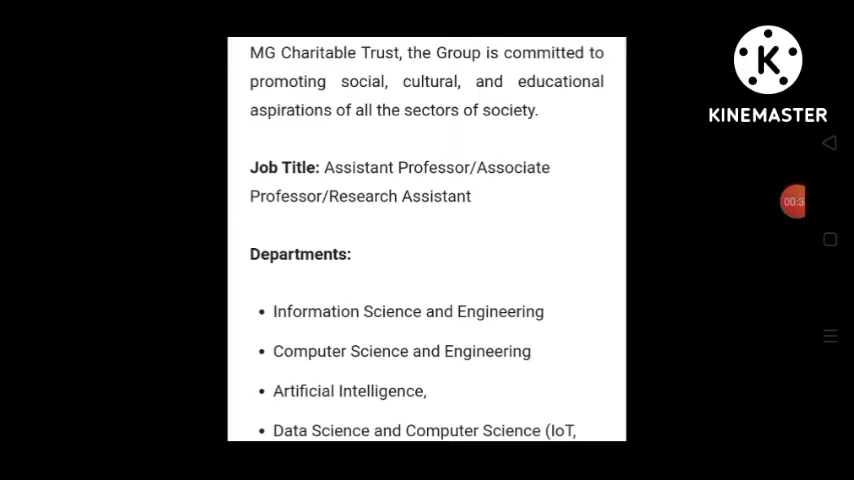 MG Charitable Trust, the Group is committed to
promoting social, cultural, and educational
aspirations of all the sectors of society.
Job Title: Assistant Professor/Associate
Professor/Research Assistant
Departments:
• Information Science and Engineering
• Computer Science and Engineering
• Artificial Intelligence,
• Data Science and Computer Science (IoT,
K
KINEMASTER
00:3